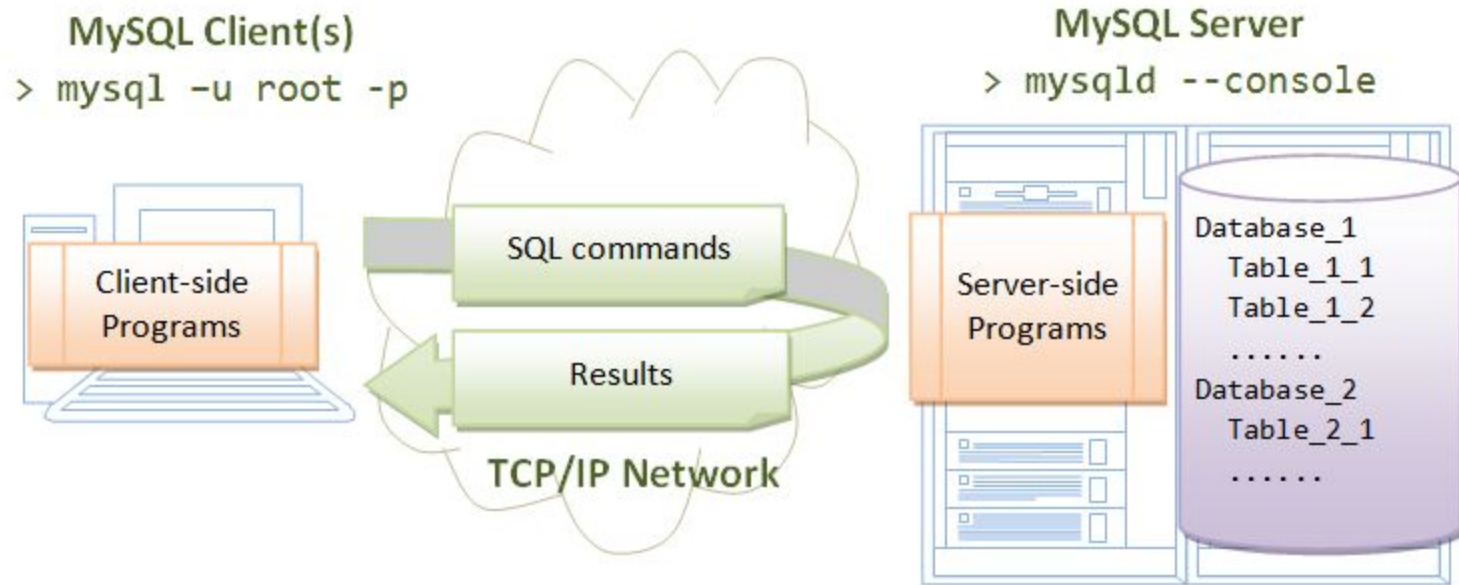 MySQL Client(s)
> mysql –u root -p
MySQL Server
> mysqld --console
Client-side
Programs
SQL commands
Results
TCP/IP Network
Server-side
Programs
Database_1
Table_1_1
Table_1_2
......
Database_2
Table_2_1
......